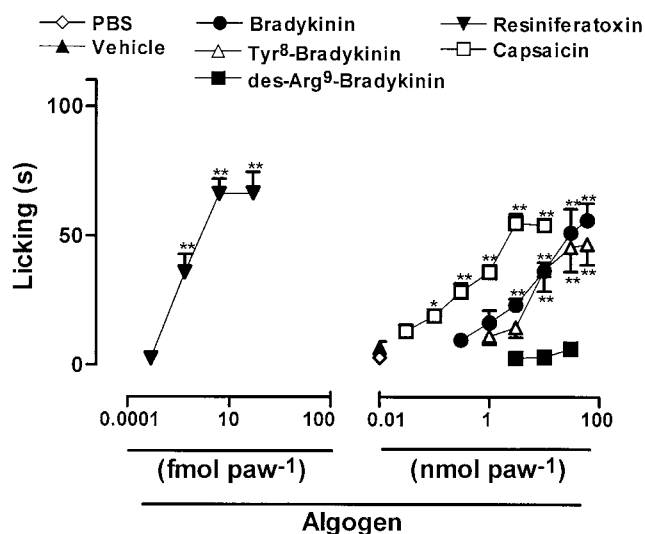 PBS Bradykinin Resiniferatoxin
Vehicle Tyr8-Bradykinin Capsaicin
des-Arg9-Bradykinin
100
50
0
Licking (s)
** ** **
* ** ** ** **
** ** ** ** ** ** **
0.0001 10 100
0.01 1 100
(fmol paw-1) (nmol paw-1)
Algogen